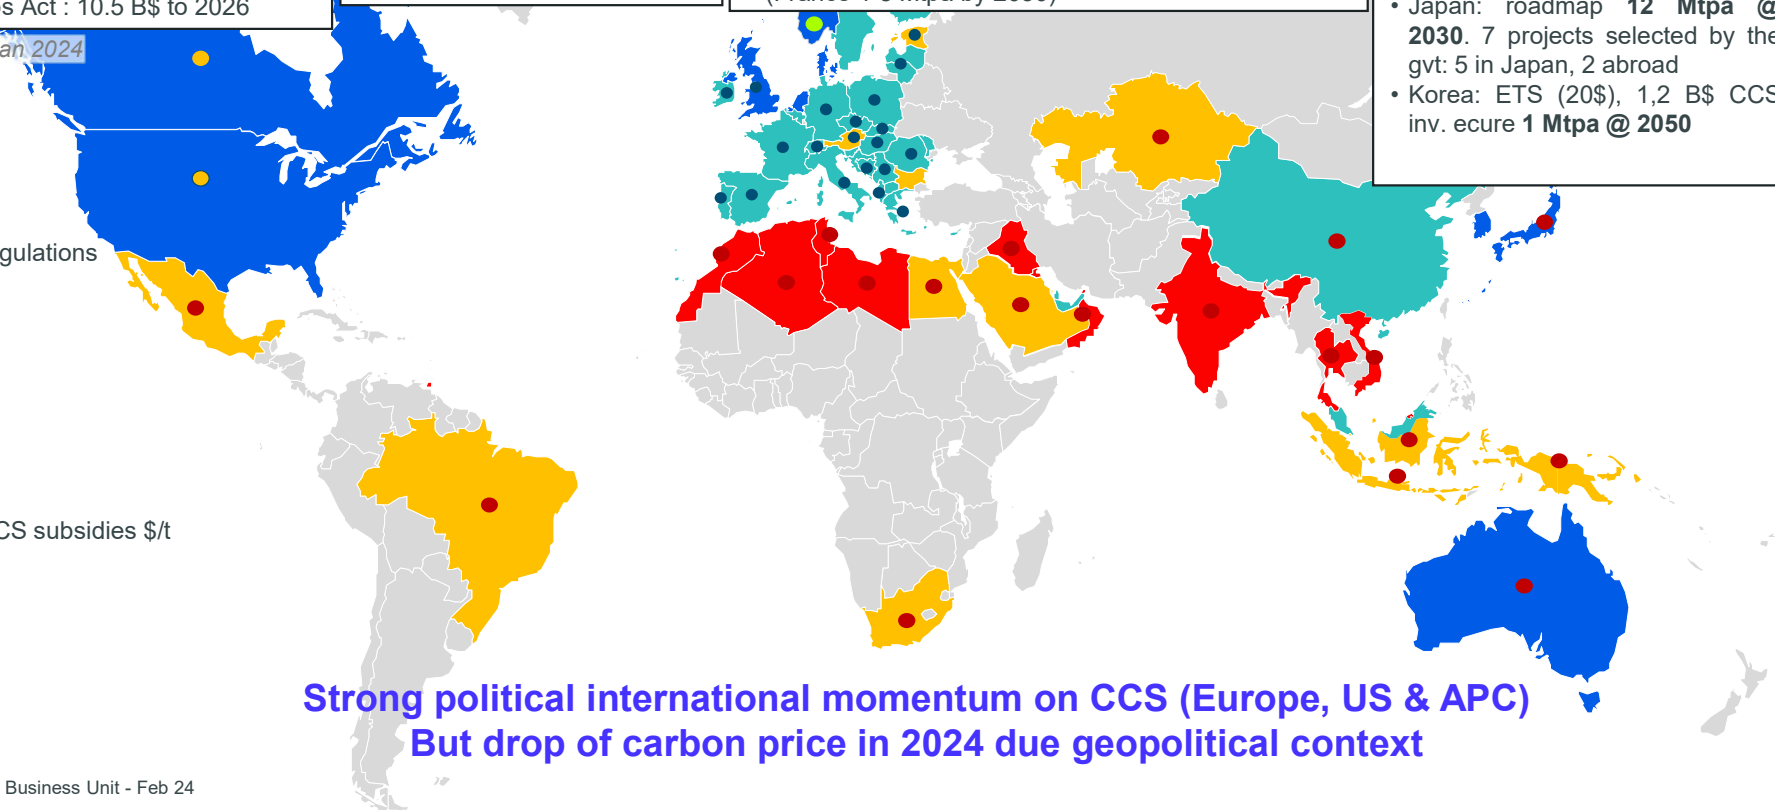 s Act : 10.5 B$ to 2026
an 2024
• Japan: roadmap 12 Mtpa @
2030. 7 projects selected by the
gvt: 5 in Japan, 2 abroad
• Korea: ETS (20$), 1,2 B$ CCS
inv. ecure 1 Mtpa @ 2050
gulations
CS subsidies $/t
Strong political international momentum on CCS (Europe, US & APC)
But drop of carbon price in 2024 due geopolitical context
Business Unit - Feb 24